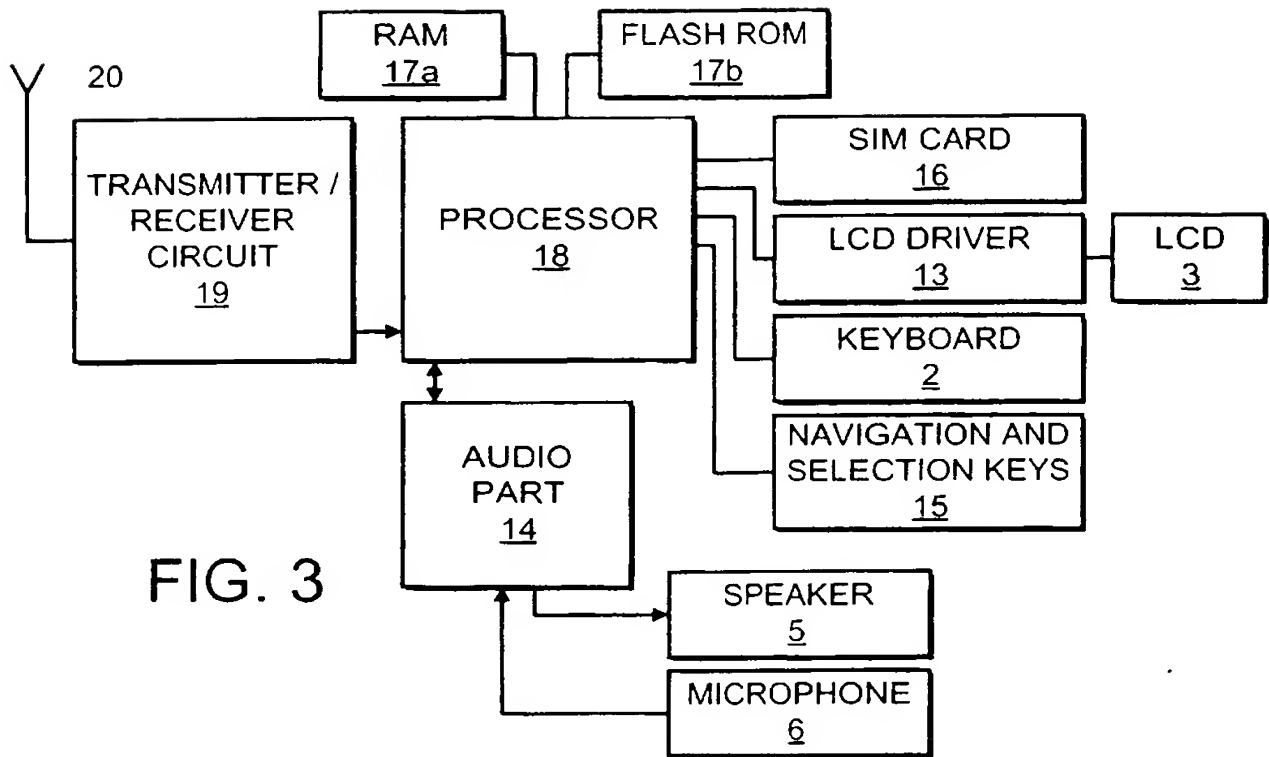 RAM
17a
FLASH ROM
17b
20
TRANSMITTER /
RECEIVER
CIRCUIT
19
PROCESSOR
18
SIM CARD
16
LCD DRIVER
13
LCD
3
KEYBOARD
2
NAVIGATION AND
SELECTION KEYS
15
AUDIO
PART
14
FIG. 3
SPEAKER
5
MICROPHONE
6